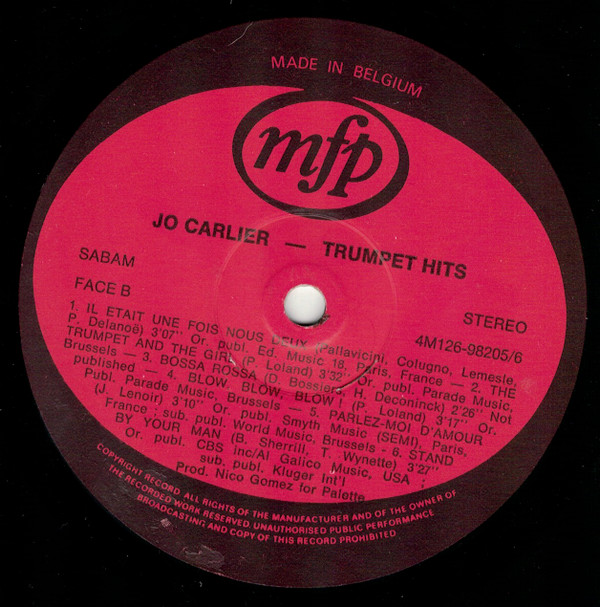 MADE IN BELGIUM
mfp
JO CARLIER — TRUMPET HITS
SABAM
FACE B
STEREO
4M126-98205/6
1. IL ETAIT UNE FOIS NOUS DEUX (Pallavicini, Colugno, Lemesle,
P. Delanoë) 3'07'' Or. publ. Ed. Music 18, Paris, France — 2. THE
TRUMPET AND THE GIRL (P. Loland) 3'32'' Or. publ. Parade Music,
Brussels — 3. BOSSA ROSSA (D. Bossiers, H. Deconinck) 2'26'' Not
published — 4. BLOW, BLOW, BLOW ! (P. Loland) 3'17'' Or.
Publ. Parade Music, Brussels — 5. PARLEZ-MOI D'AMOUR
(J. Lenoir) 3'10'' Or. publ. Smyth Music (SEMI), Paris,
France ; sub. publ. World Music, Brussels - 6. STAND
BY YOUR MAN (B. Sherrill, T. Wynette) 3'27''
Or. publ. CBS Inc/Al Galico Music, USA ;
sub. publ. Kluger Int'l
Prod. Nico Gomez for Palette
COPYRIGHT RECORD ALL RIGHTS OF THE MANUFACTURER AND OF THE OWNER OF
THE RECORDED WORK RESERVED. UNAUTHORISED PUBLIC PERFORMANCE
BROADCASTING AND COPY OF THIS RECORD PROHIBITED